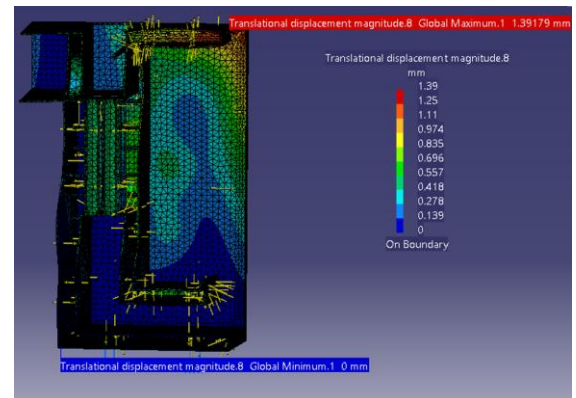 Translational displacement magnitude.8 Global Maximum.1 1.39179 mm
Translational displacement magnitude.8
mm
1.39
1.25
1.11
0.974
0.835
0.696
0.557
0.418
0.278
0.139
0
On Boundary
Translational displacement magnitude.8 Global Minimum.1 0 mm